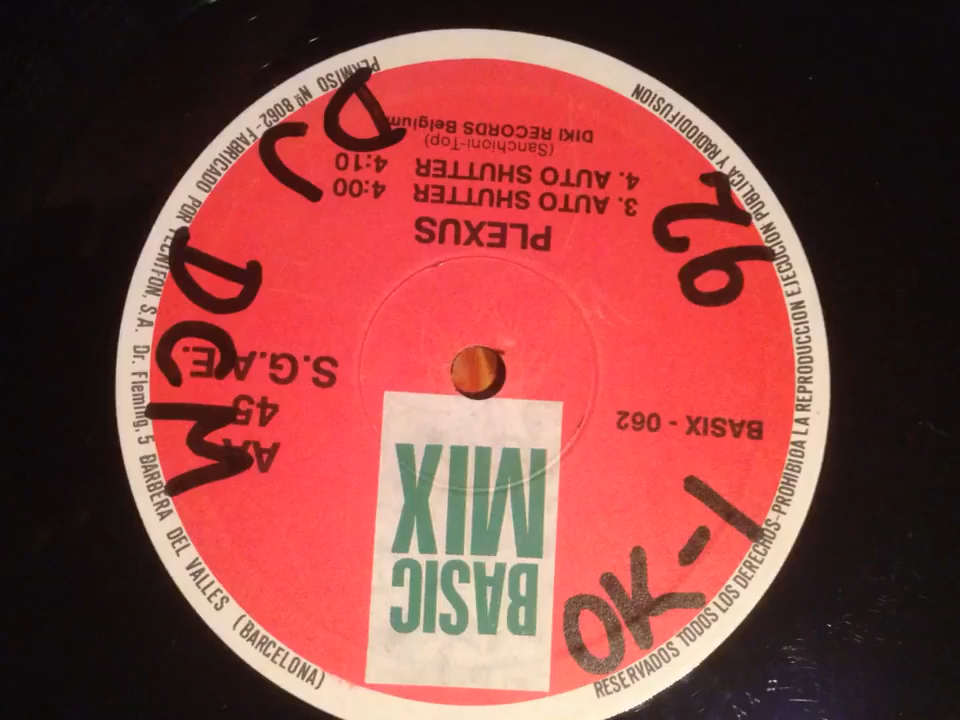 BASIC
MIX
OK-1
BASIX - 062
AA
45
S.G.A.E.
PLEXUS
3. AUTO SHUTTER 4:00
4. AUTO SHUTTER 4:10
(Sanchioni-Top)
DIKI RECORDS Belgium
92
DJ DCM
RESERVADOS TODOS LOS DERECHOS-PROHIBIDA LA REPRODUCCION EJECUCION PUBLICA Y RADIODIFUSION
PERMISO Nº 8062-FABRICADO POR TECNIFON, S.A. Dr. Fleming, 5 BARBERA DEL VALLES (BARCELONA)